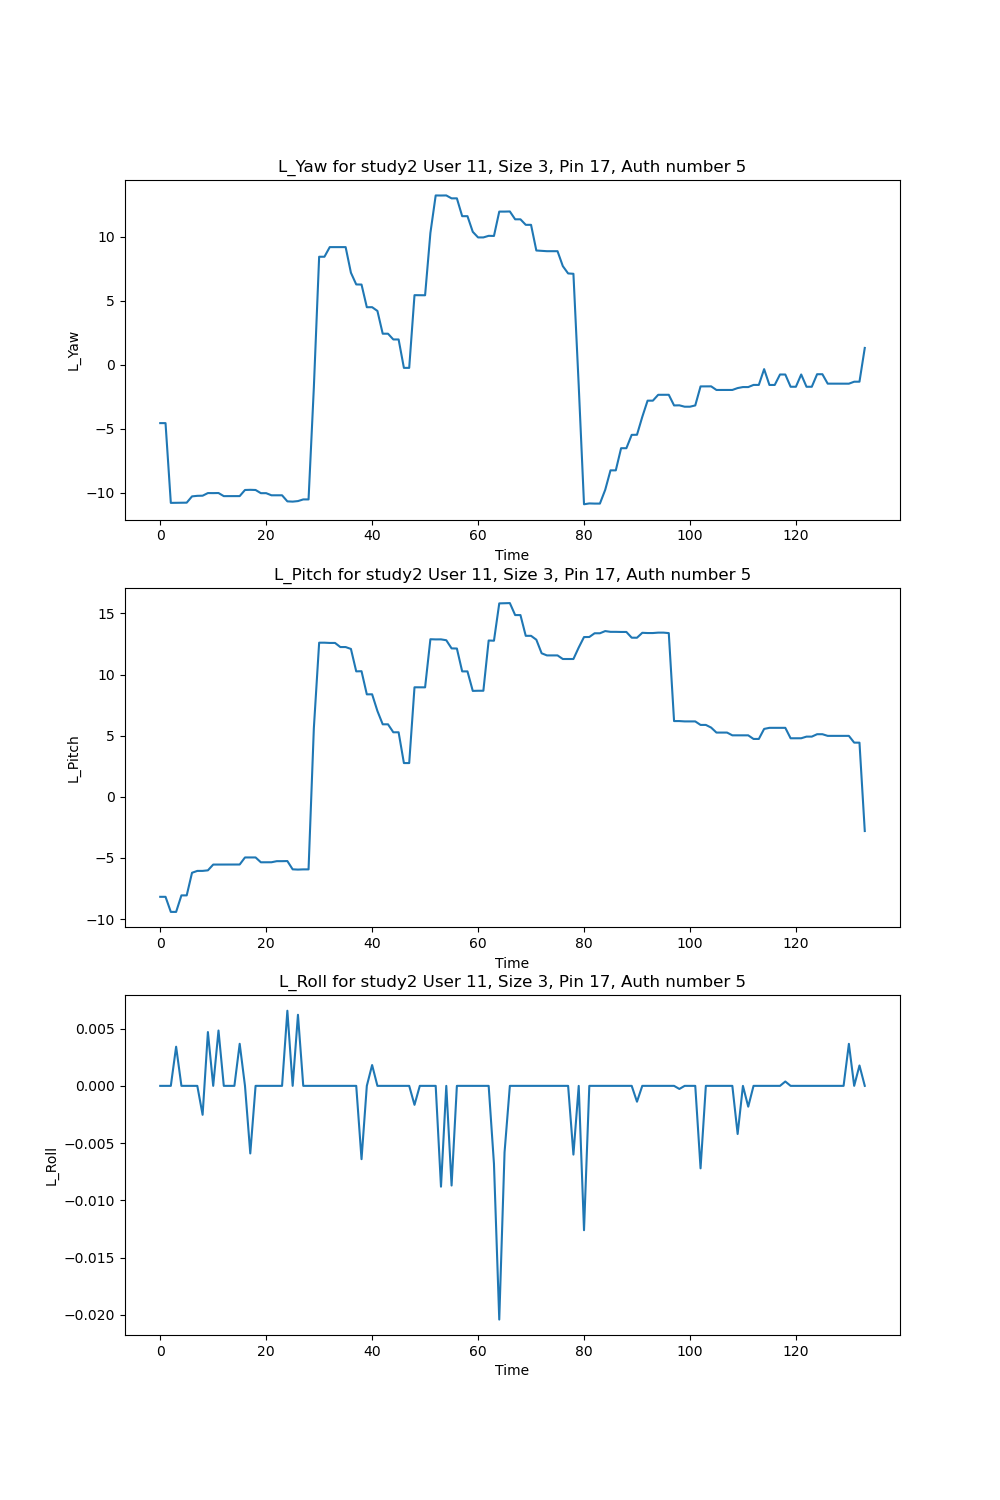 L_Yaw for study2 User 11, Size 3, Pin 17, Auth number 5
10
5
0
−5
−10
L_Yaw
0 20 40 60 80 100 120
Time
L_Pitch for study2 User 11, Size 3, Pin 17, Auth number 5
15
10
5
0
−5
−10
L_Pitch
0 20 40 60 80 100 120
Time
L_Roll for study2 User 11, Size 3, Pin 17, Auth number 5
0.005
0.000
−0.005
−0.010
−0.015
−0.020
L_Roll
0 20 40 60 80 100 120
Time